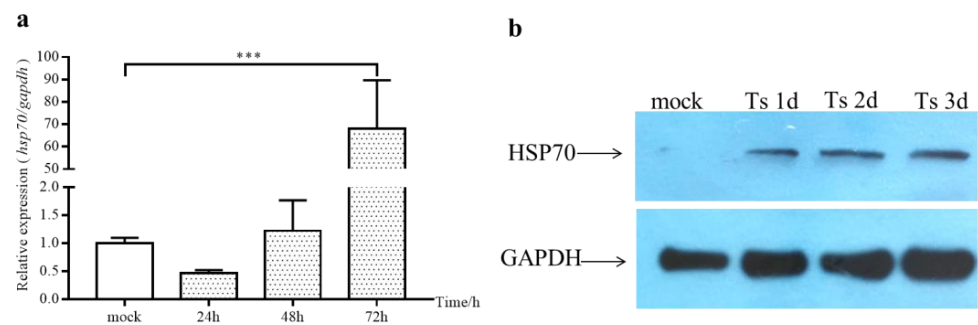 a
Relative expression ( hsp70/gapdh)
100
90
80
70
60
50
2.0
1.5
1.0
0.5
0.0
***
mock 24h 48h 72h
Time/h
b
mock Ts 1d Ts 2d Ts 3d
HSP70
GAPDH